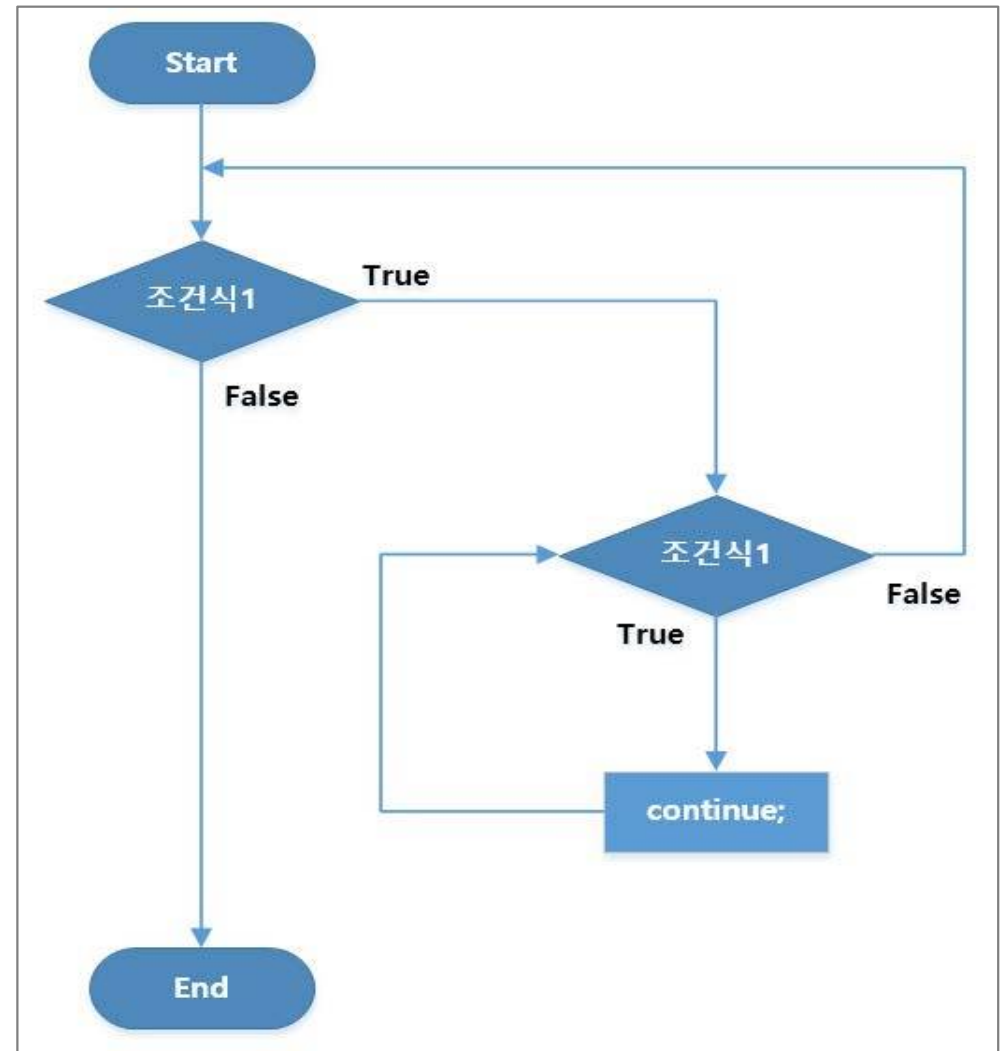 Start
조건식1
True
False
조건식1
False
True
continue;
End